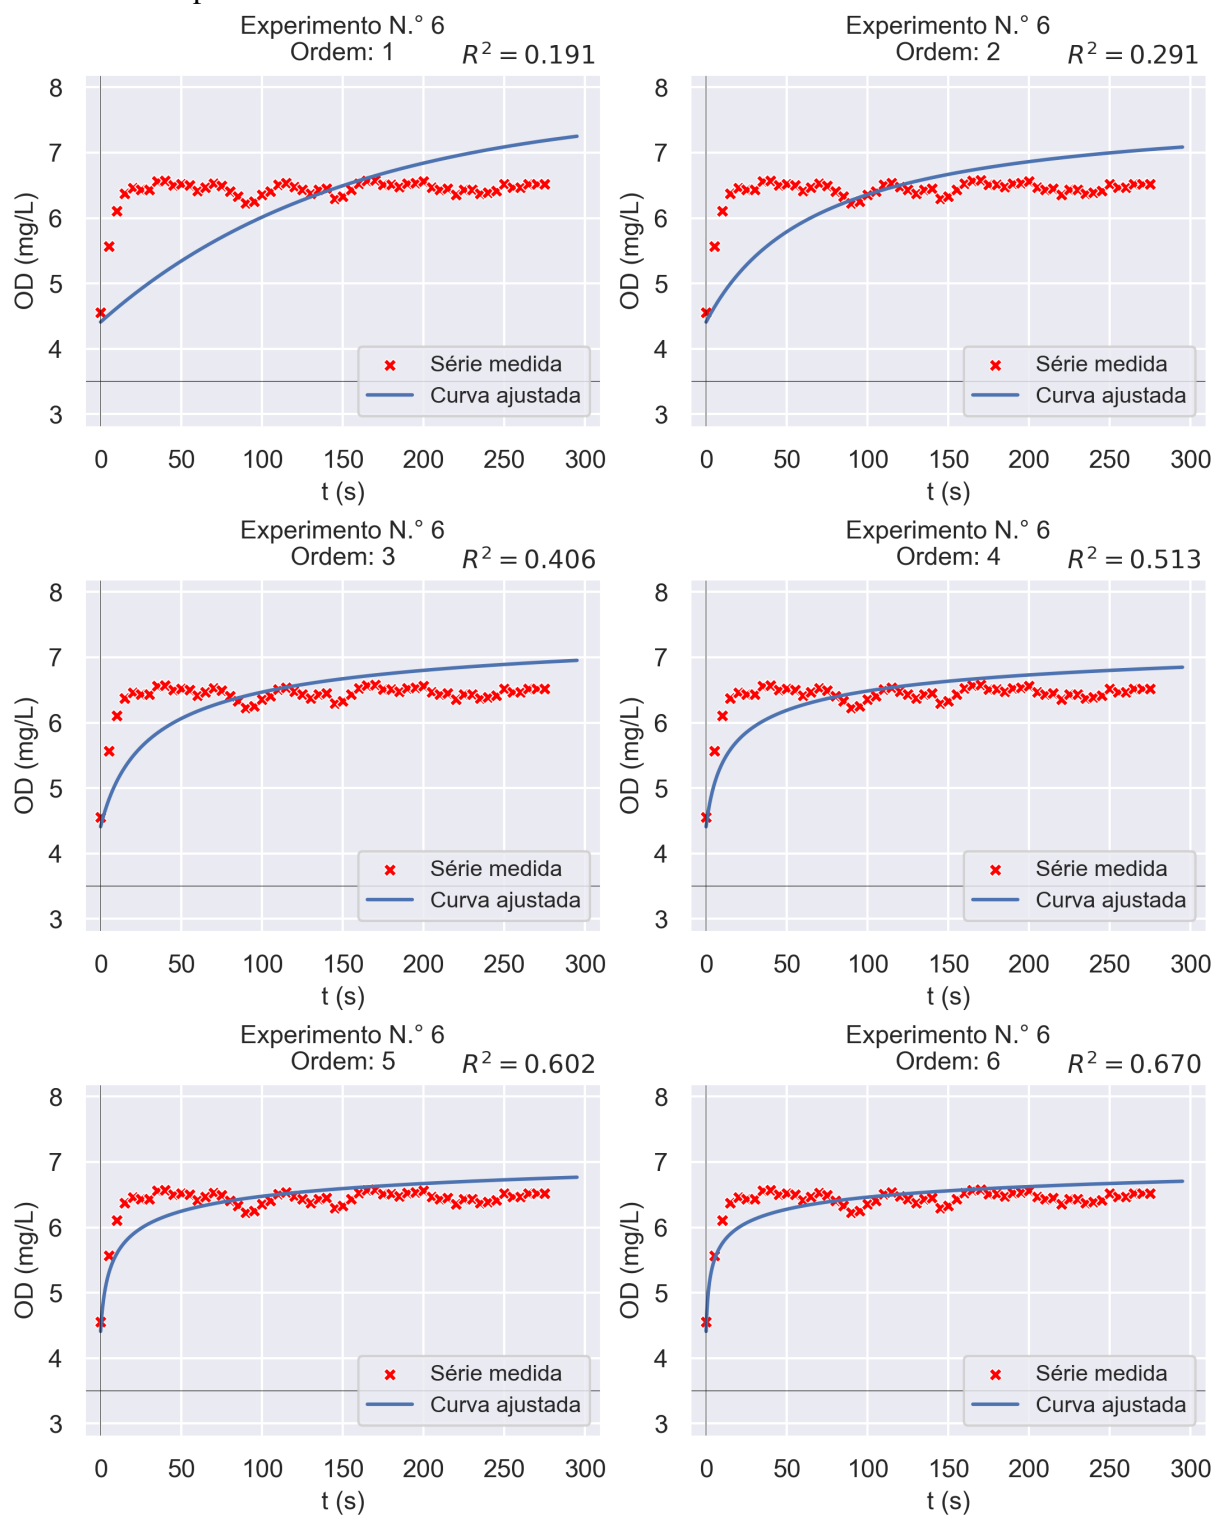 Experimento N.° 6
Ordem: 1
R² = 0.191
8
7
6
5
4
3
OD (mg/L)
Série medida
Curva ajustada
0 50 100 150 200 250 300
t (s)
Experimento N.° 6
Ordem: 2
R² = 0.291
8
7
6
5
4
3
OD (mg/L)
Série medida
Curva ajustada
0 50 100 150 200 250 300
t (s)
Experimento N.° 6
Ordem: 3
R² = 0.406
8
7
6
5
4
3
OD (mg/L)
Série medida
Curva ajustada
0 50 100 150 200 250 300
t (s)
Experimento N.° 6
Ordem: 4
R² = 0.513
8
7
6
5
4
3
OD (mg/L)
Série medida
Curva ajustada
0 50 100 150 200 250 300
t (s)
Experimento N.° 6
Ordem: 5
R² = 0.602
8
7
6
5
4
3
OD (mg/L)
Série medida
Curva ajustada
0 50 100 150 200 250 300
t (s)
Experimento N.° 6
Ordem: 6
R² = 0.670
8
7
6
5
4
3
OD (mg/L)
Série medida
Curva ajustada
0 50 100 150 200 250 300
t (s)